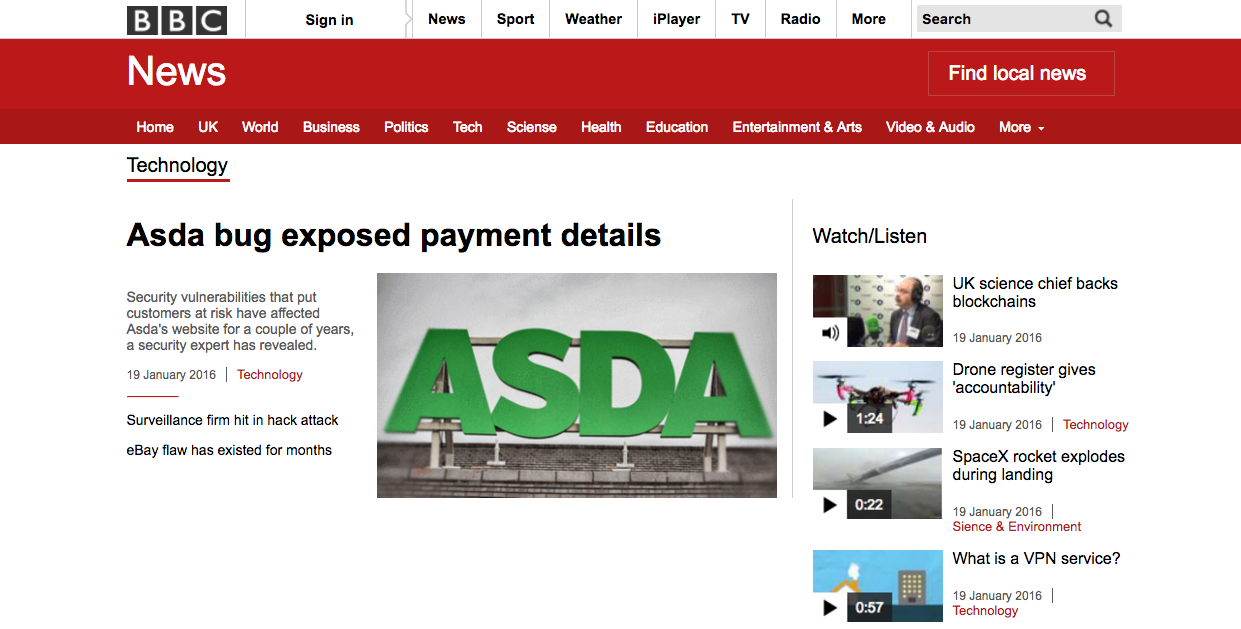 BBC
Sign in
News
Sport
Weather
iPlayer
TV
Radio
More
Search
News
Find local news
Home
UK
World
Business
Politics
Tech
Sciense
Health
Education
Entertainment & Arts
Video & Audio
More
Technology
Asda bug exposed payment details
Security vulnerabilities that put
customers at risk have affected
Asda's website for a couple of years,
a security expert has revealed.
19 January 2016 | Technology
Surveillance firm hit in hack attack
eBay flaw has existed for months
ASDA
Watch/Listen
UK science chief backs
blockchains
19 January 2016
Drone register gives
'accountability'
1:24
19 January 2016 | Technology
SpaceX rocket explodes
during landing
0:22
19 January 2016 |
Sience & Environment
What is a VPN service?
0:57
19 January 2016 |
Technology